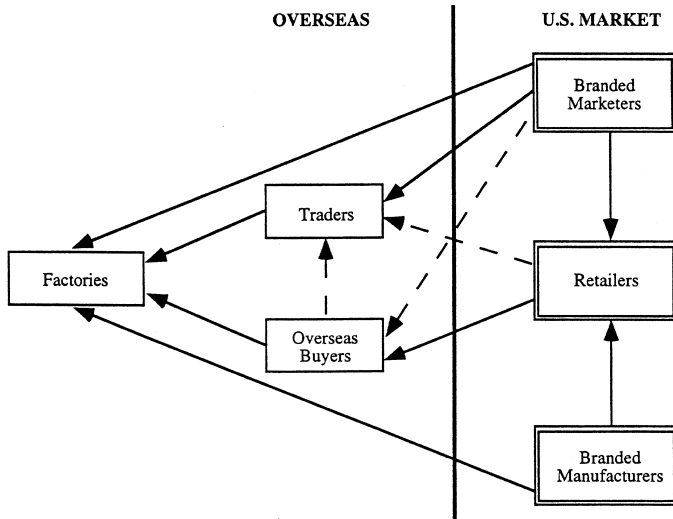 OVERSEAS
U.S. MARKET
Branded
Marketers
Traders
Factories
Retailers
Overseas
Buyers
Branded
Manufacturers